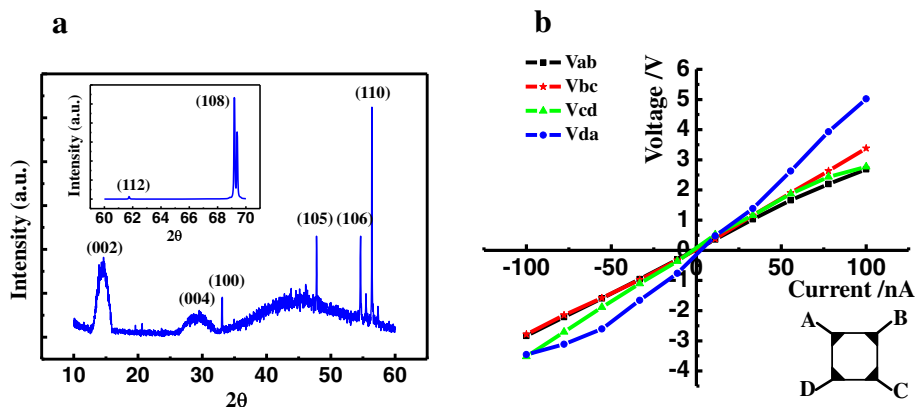 a
Intensity (a.u.)
(002)
(004)
(100)
(105)
(106)
(110)
10 20 30 40 50 60
2θ
Intensity (a.u.)
(112)
(108)
60 62 64 66 68 70
2θ
b
Vab
Vbc
Vcd
Vda
Voltage /V
6
5
4
3
2
1
0
-1
-2
-3
-4
-100 -50 0 50 100
Current /nA
A B
D C